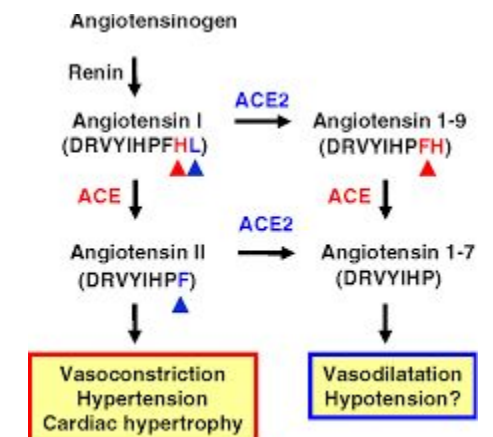 Angiotensinogen
Renin
ACE2
Angiotensin I
(DRVYIHPFHL)
Angiotensin 1-9
(DRVYIHPFH)
ACE
ACE
ACE2
Angiotensin II
(DRVYIHPF)
Angiotensin 1-7
(DRVYIHP)
Vasoconstriction
Hypertension
Cardiac hypertrophy
Vasodilatation
Hypotension?